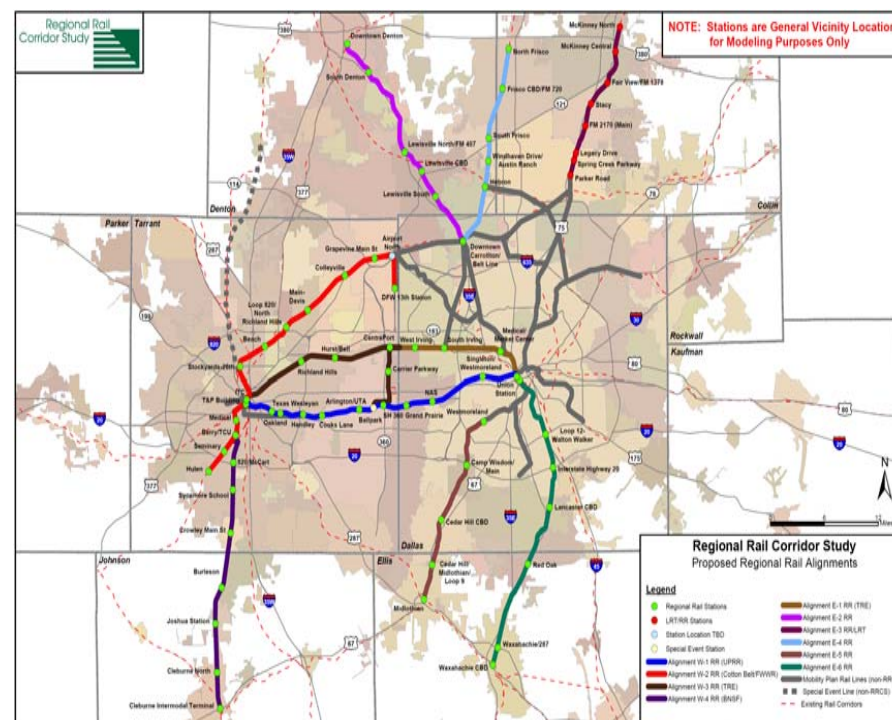 Regional Rail
Corridor Study
NOTE: Stations are General Vicinity Location
for Modeling Purposes Only
McKinney North
McKinney Central
Downtown Denton
North Frisco
South Denton
Fair View/FM 1378
Frisco CBD/FM 720
Stacy
FM 2170 (Main)
South Frisco
Lewisville North/FM 407
Windhaven Drive/
Austin Ranch
Legacy Drive
Spring Creek Parkway
Lewisville CBD
Hebron
Parker Road
Lewisville South
Denton
Collin
Parker
Tarrant
Airport
North
Grapevine Main St
Downtown
Carrollton/
Belt Line
Colleyville
DFW 13th Station
Main-
Davis
Loop 820/
North
Richland Hills
Beach
CentrePort
West Irving
South Irving
Medical
Market Center
Rockwall
Kaufman
Hurst/Bell
Richland Hills
Carrier Parkway
Westmoreland
Union
Station
Stockyards
T&P Building
Texas Wesleyan
Arlington/UTA
NAS
Medical
Oakland
Handley
Cooks Lane
Ballpark
SH 360
Grand Prairie
Westmoreland
Berry/TCU
Seminary
Hulen
Loop 12-
Walton Walker
Camp Wisdom/
Main
Interstate Highway 20
Sycamore School
Lancaster CBD
Cedar Hill CBD
Crowley Main St
Johnson
Dallas
Ellis
Cedar Hill
Midlothian/
Loop 9
Red Oak
Burleson
Midlothian
Joshua Station
Waxahachie/287
Waxahachie CBD
Cleburne North
Cleburne Intermodal Terminal
N
Regional Rail Corridor Study
Proposed Regional Rail Alignments
Legend
Regional Rail Stations
LRT/RR Stations
Station Location TBD
Special Event Station
Alignment W-1 RR (UPRR)
Alignment W-2 RR (Cotton Belt/FWWR)
Alignment W-3 RR (TRE)
Alignment W-4 RR (BNSF)
Alignment E-1 RR (TRE)
Alignment E-2 RR
Alignment E-3 RR/LRT
Alignment E-4 RR
Alignment E-5 RR
Alignment E-6 RR
Mobility Plan Rail Lines (non-RR
Special Event Line (non-RRCS)
Existing Rail Corridors